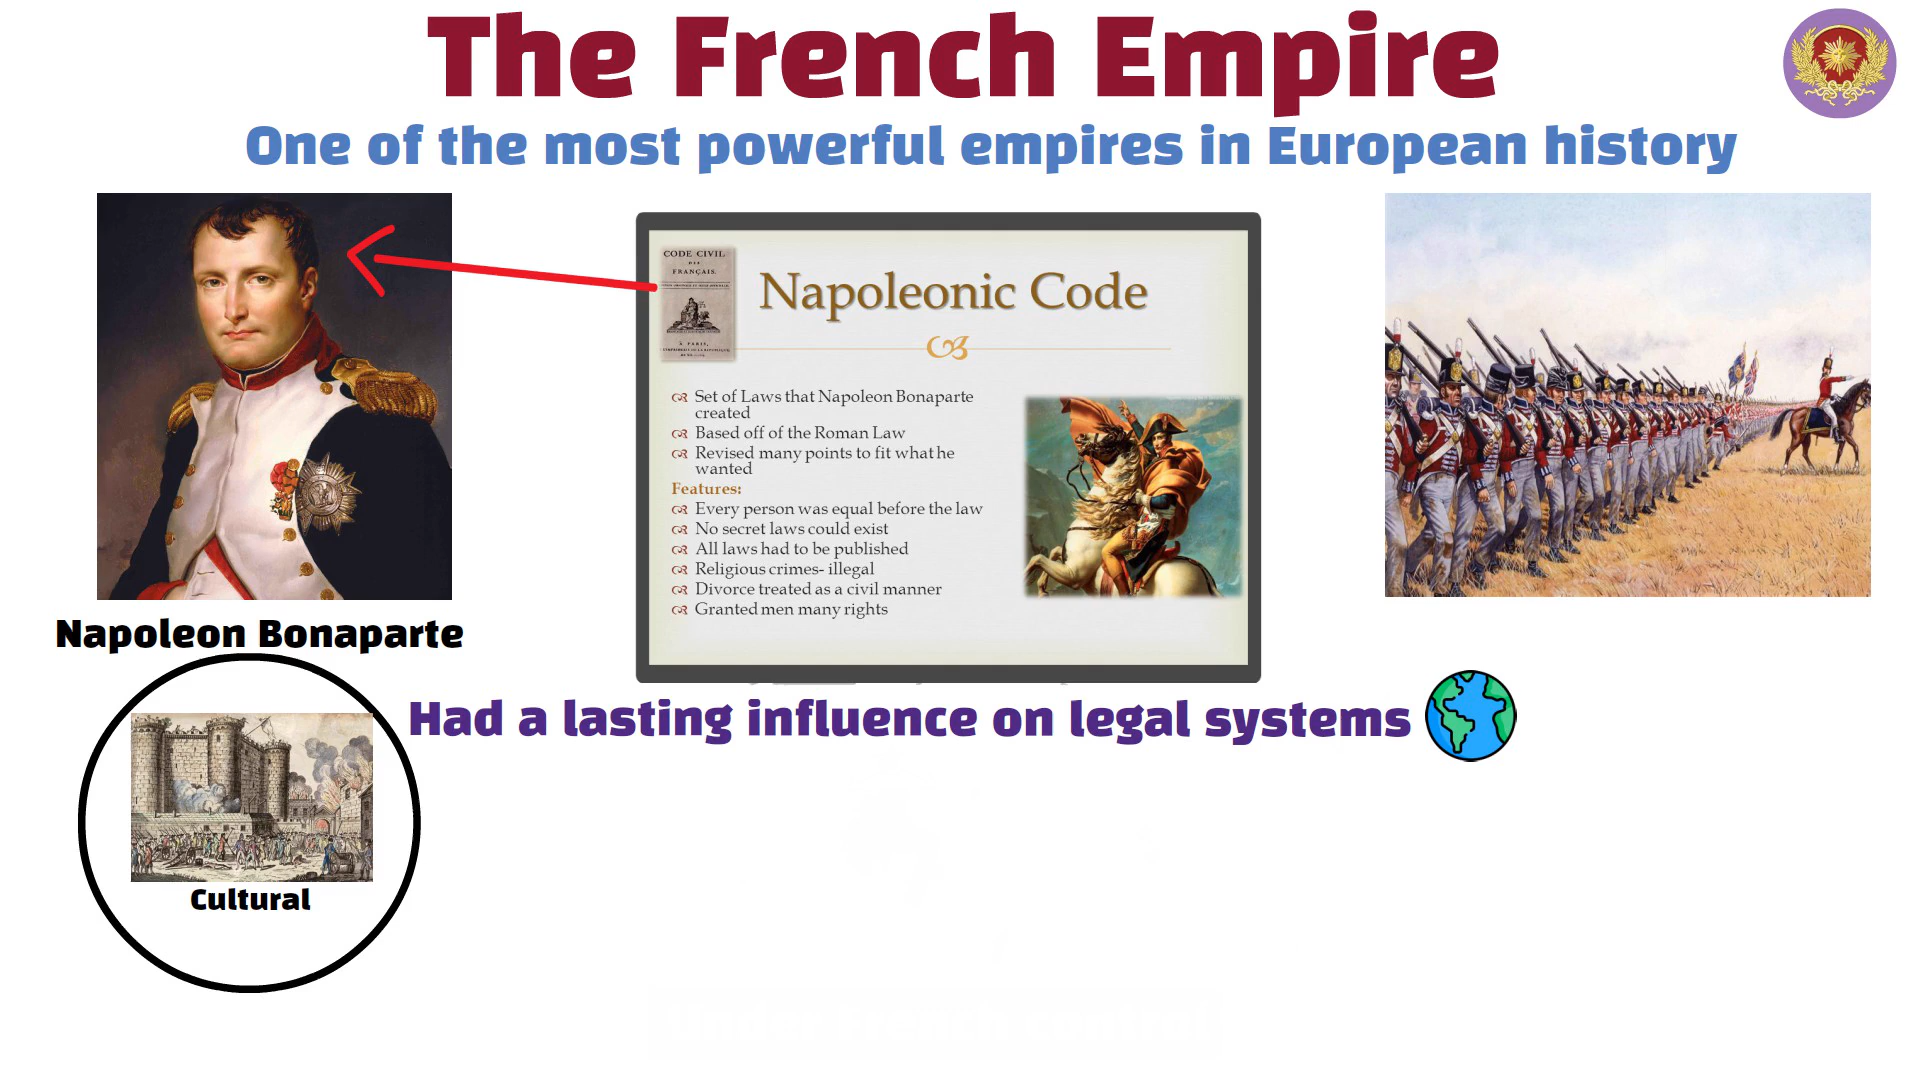 The French Empire
One of the most powerful empires in European history
CODE CIVIL
DES
FRANÇAIS.
À PARIS,
Napoleonic Code
Set of Laws that Napoleon Bonaparte
created
Based off of the Roman Law
Revised many points to fit what he
wanted
Features:
Every person was equal before the law
No secret laws could exist
All laws had to be published
Religious crimes- illegal
Divorce treated as a civil manner
Granted men many rights
Napoleon Bonaparte
Had a lasting influence on legal systems
Cultural